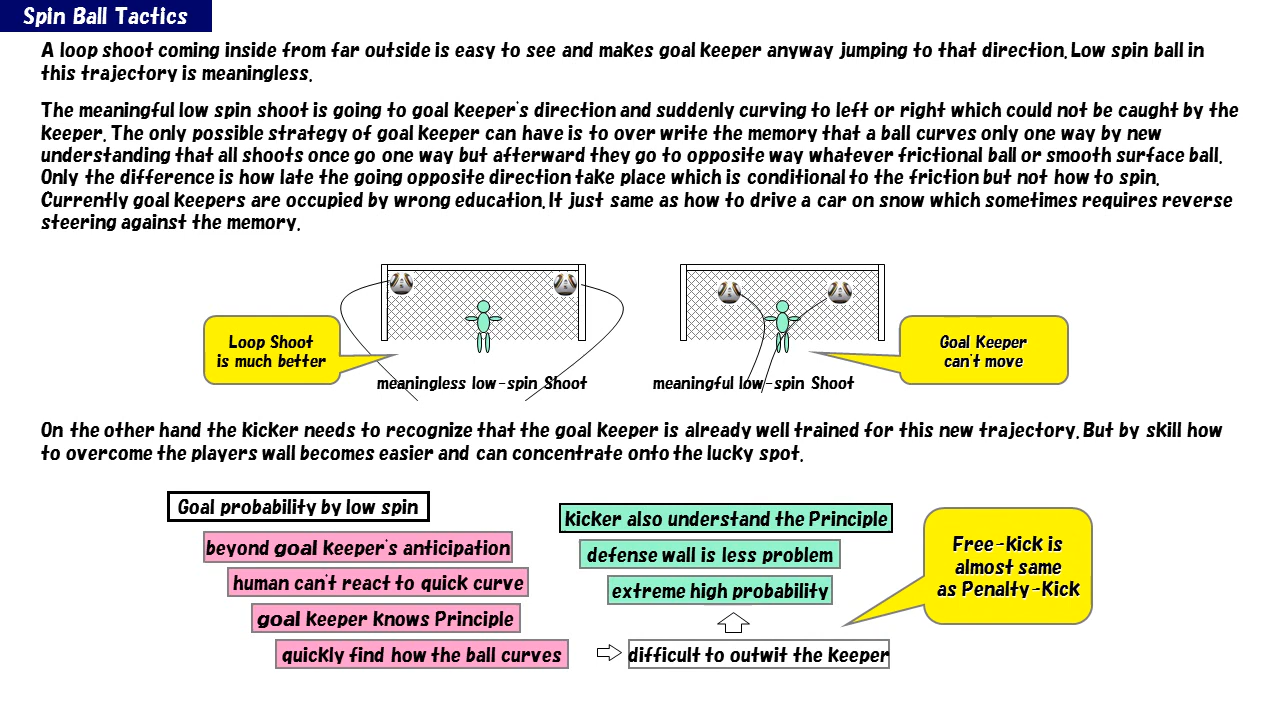 Spin Ball Tactics
A loop shoot coming inside from far outside is easy to see and makes goal keeper anyway jumping to that direction. Low spin ball in
this trajectory is meaningless.
The meaningful low spin shoot is going to goal keeper's direction and suddenly curving to left or right which could not be caught by the
keeper. The only possible strategy of goal keeper can have is to over write the memory that a ball curves only one way by new
understanding that all shoots once go one way but afterward they go to opposite way whatever frictional ball or smooth surface ball.
Only the difference is how late the going opposite direction take place which is conditional to the friction but not how to spin.
Currently goal keepers are occupied by wrong education. It just same as how to drive a car on snow which sometimes requires reverse
steering against the memory.
Loop Shoot
is much better
meaningless low-spin Shoot
meaningful low-spin Shoot
Goal Keeper
can't move
On the other hand the kicker needs to recognize that the goal keeper is already well trained for this new trajectory. But by skill how
to overcome the players wall becomes easier and can concentrate onto the lucky spot.
Goal probability by low spin
beyond goal keeper's anticipation
human can't react to quick curve
goal keeper knows Principle
quickly find how the ball curves
kicker also understand the Principle
defense wall is less problem
extreme high probability
difficult to outwit the keeper
Free-kick is
almost same
as Penalty-Kick